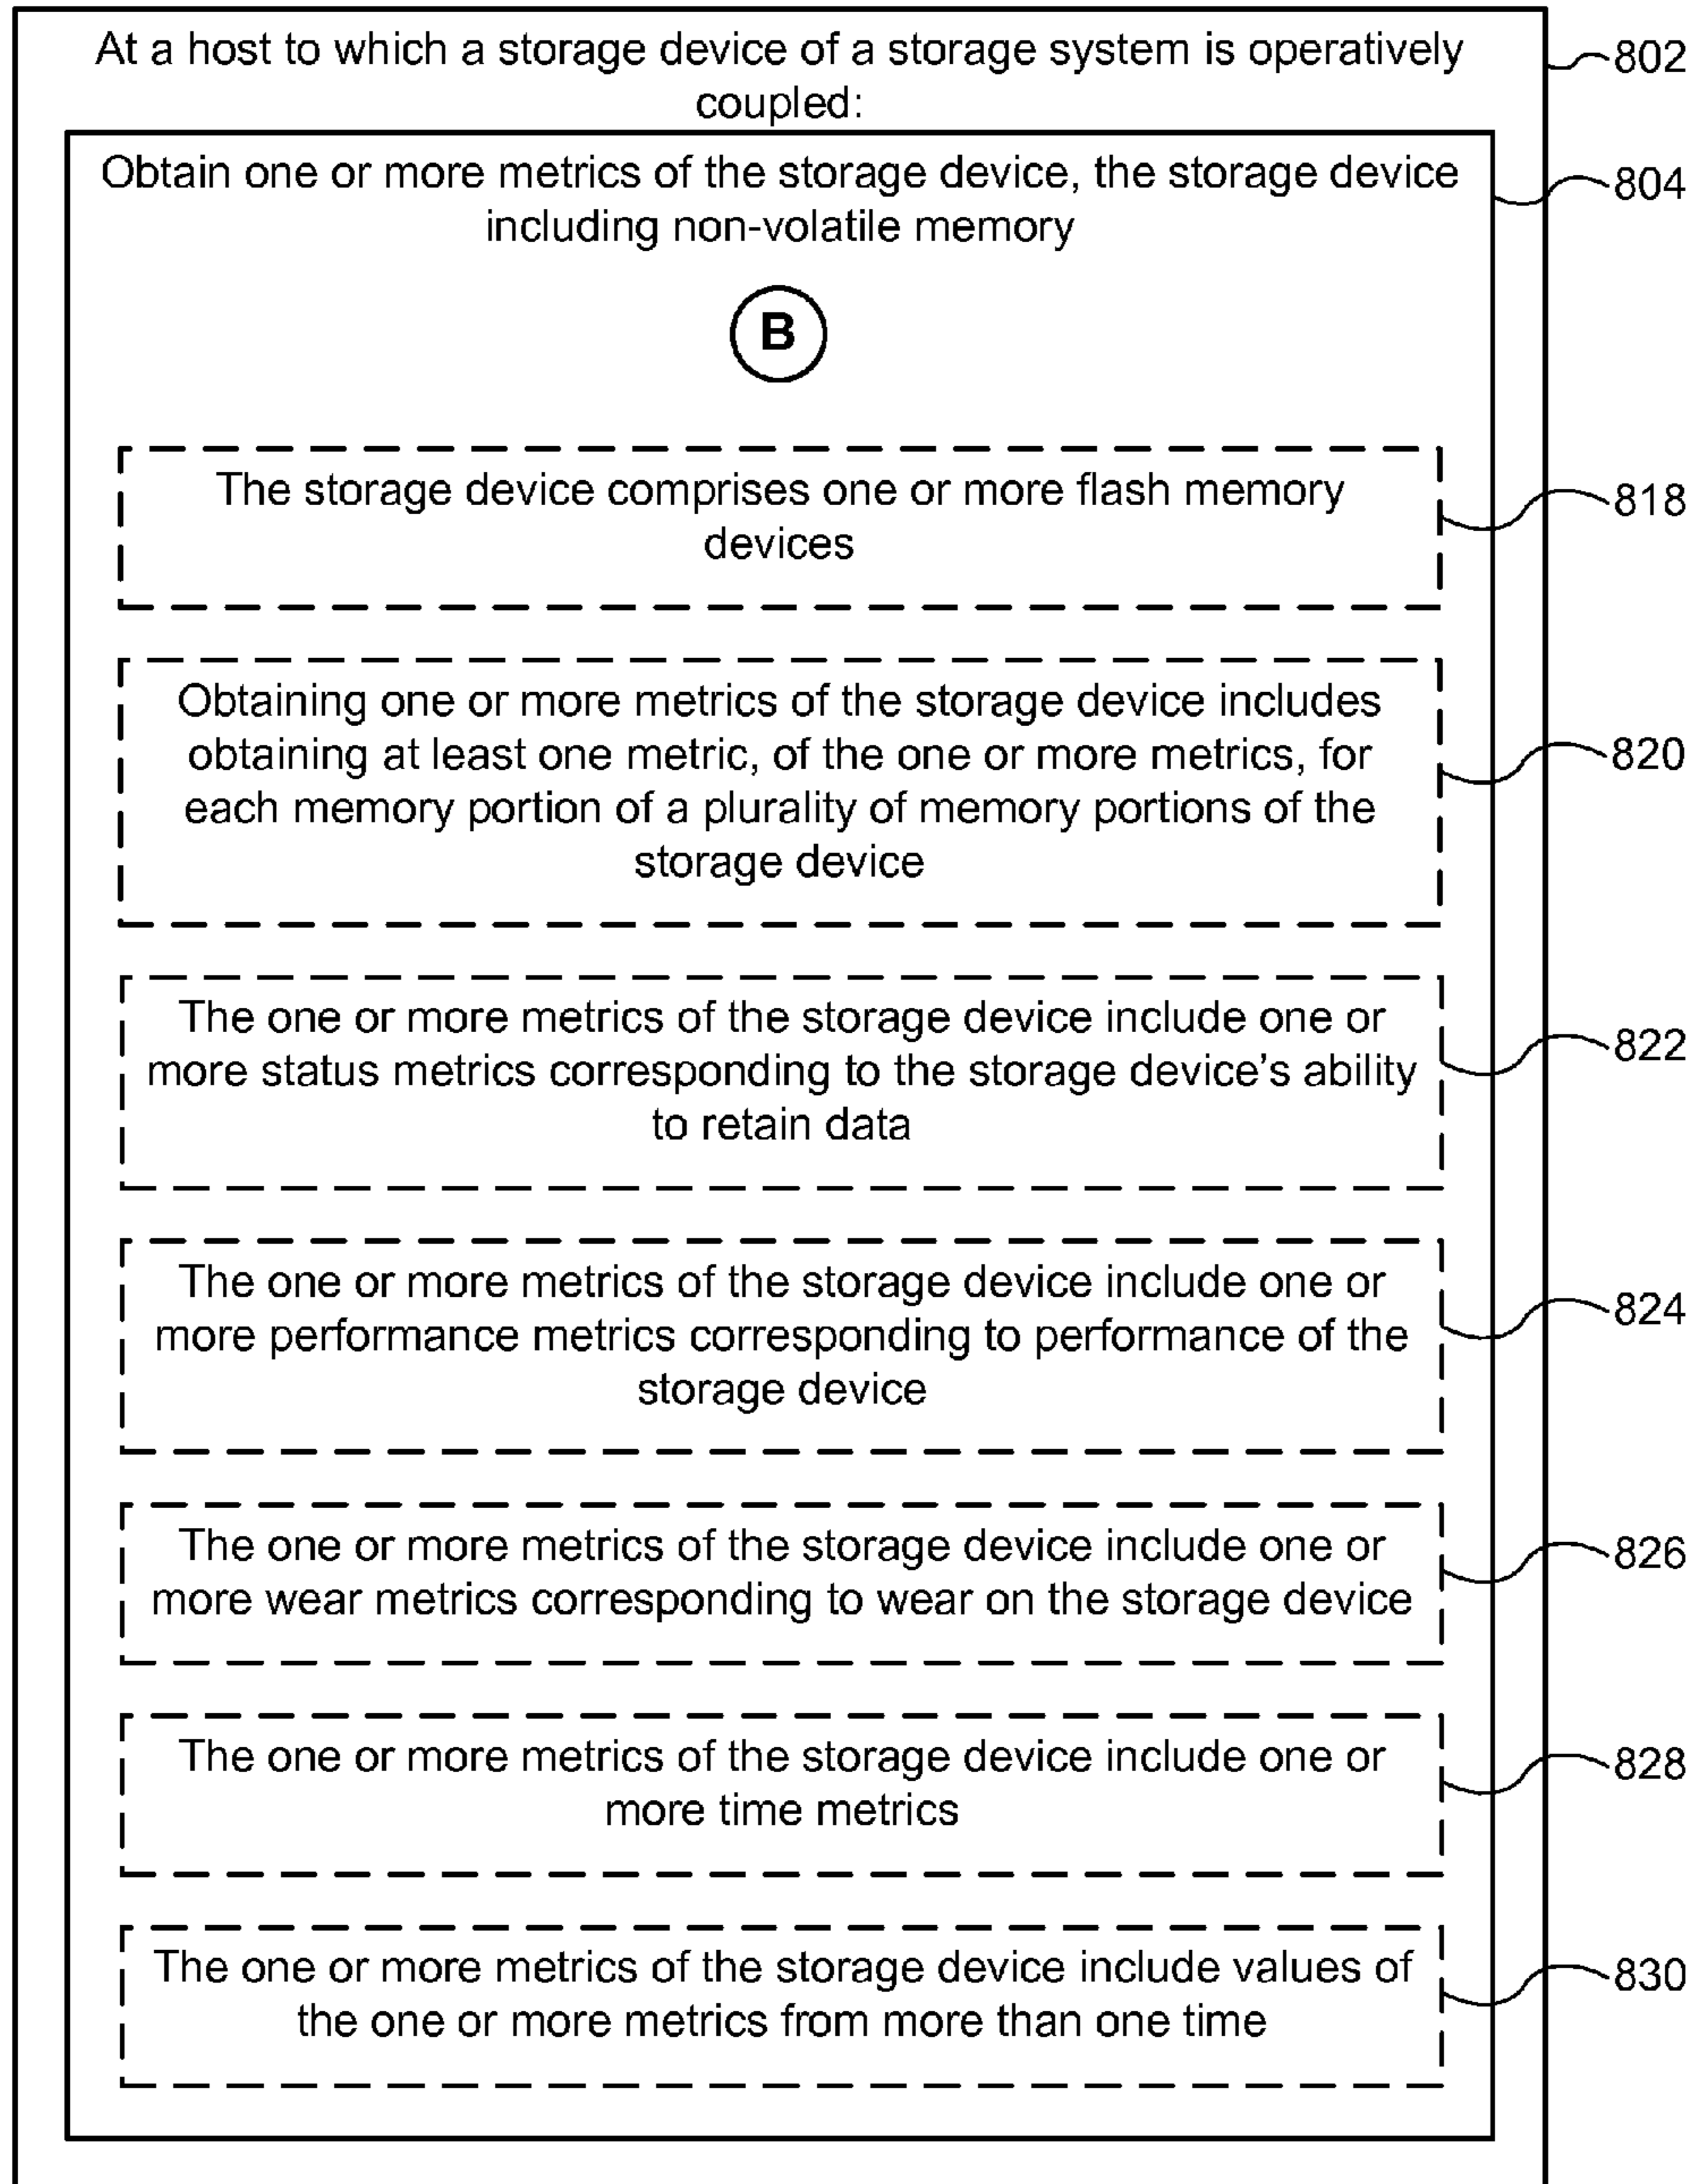 At a host to which a storage device of a storage system is operatively
coupled:
802
Obtain one or more metrics of the storage device, the storage device
including non-volatile memory
804
B
The storage device comprises one or more flash memory
devices
818
Obtaining one or more metrics of the storage device includes
obtaining at least one metric, of the one or more metrics, for
each memory portion of a plurality of memory portions of the
storage device
820
The one or more metrics of the storage device include one or
more status metrics corresponding to the storage device’s ability
to retain data
822
The one or more metrics of the storage device include one or
more performance metrics corresponding to performance of the
storage device
824
The one or more metrics of the storage device include one or
more wear metrics corresponding to wear on the storage device
826
The one or more metrics of the storage device include one or
more time metrics
828
The one or more metrics of the storage device include values of
the one or more metrics from more than one time
830